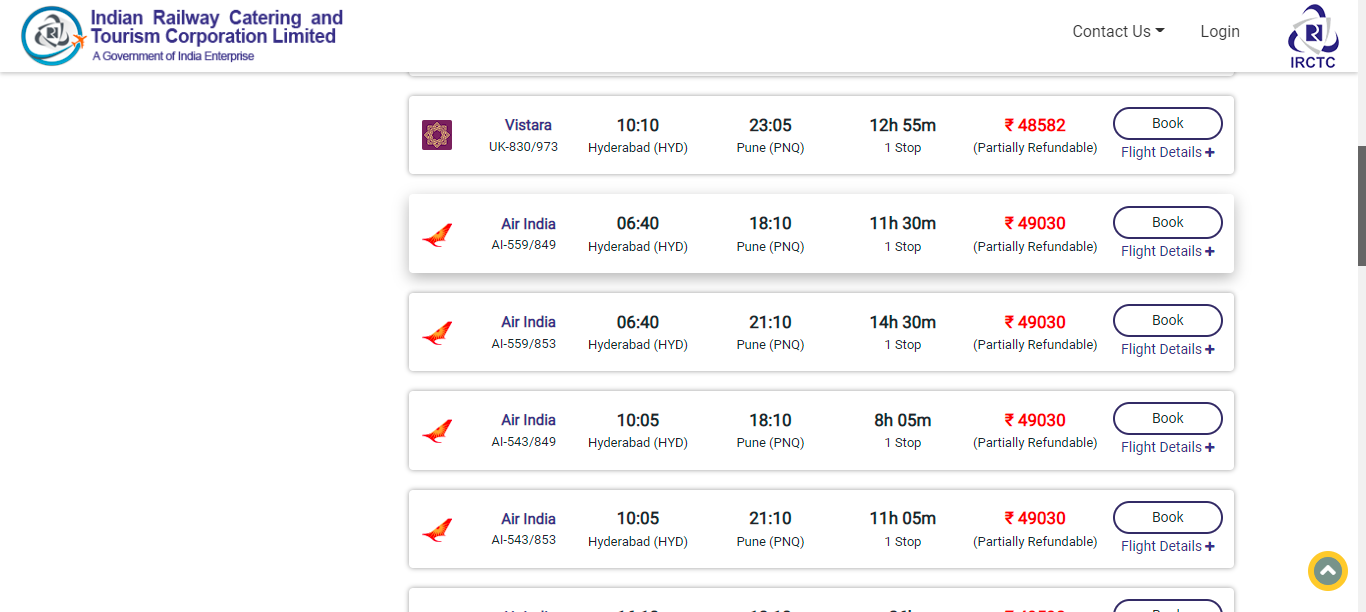 Indian Railway Catering and
Tourism Corporation Limited
A Government of India Enterprise
Contact Us
Login
IRCTC
Vistara 10:10 23:05 12h 55m ₹ 48582 Book
UK-830/973 Hyderabad (HYD) Pune (PNQ) 1 Stop (Partially Refundable) Flight Details +
Air India 06:40 18:10 11h 30m ₹ 49030 Book
AI-559/849 Hyderabad (HYD) Pune (PNQ) 1 Stop (Partially Refundable) Flight Details +
Air India 06:40 21:10 14h 30m ₹ 49030 Book
AI-559/853 Hyderabad (HYD) Pune (PNQ) 1 Stop (Partially Refundable) Flight Details +
Air India 10:05 18:10 8h 05m ₹ 49030 Book
AI-543/849 Hyderabad (HYD) Pune (PNQ) 1 Stop (Partially Refundable) Flight Details +
Air India 10:05 21:10 11h 05m ₹ 49030 Book
AI-543/853 Hyderabad (HYD) Pune (PNQ) 1 Stop (Partially Refundable) Flight Details +